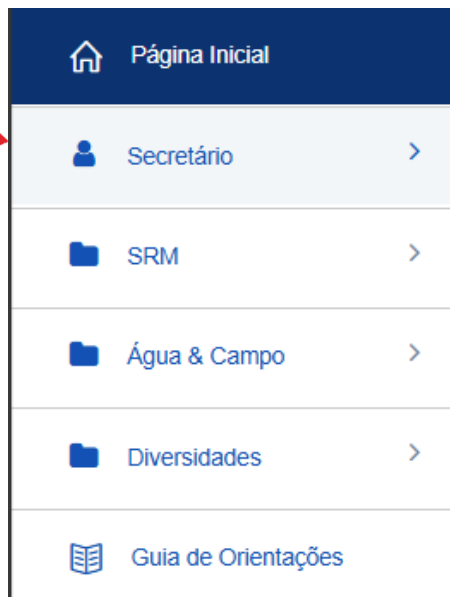 Página Inicial
Secretário
SRM
Água & Campo
Diversidades
Guia de Orientações